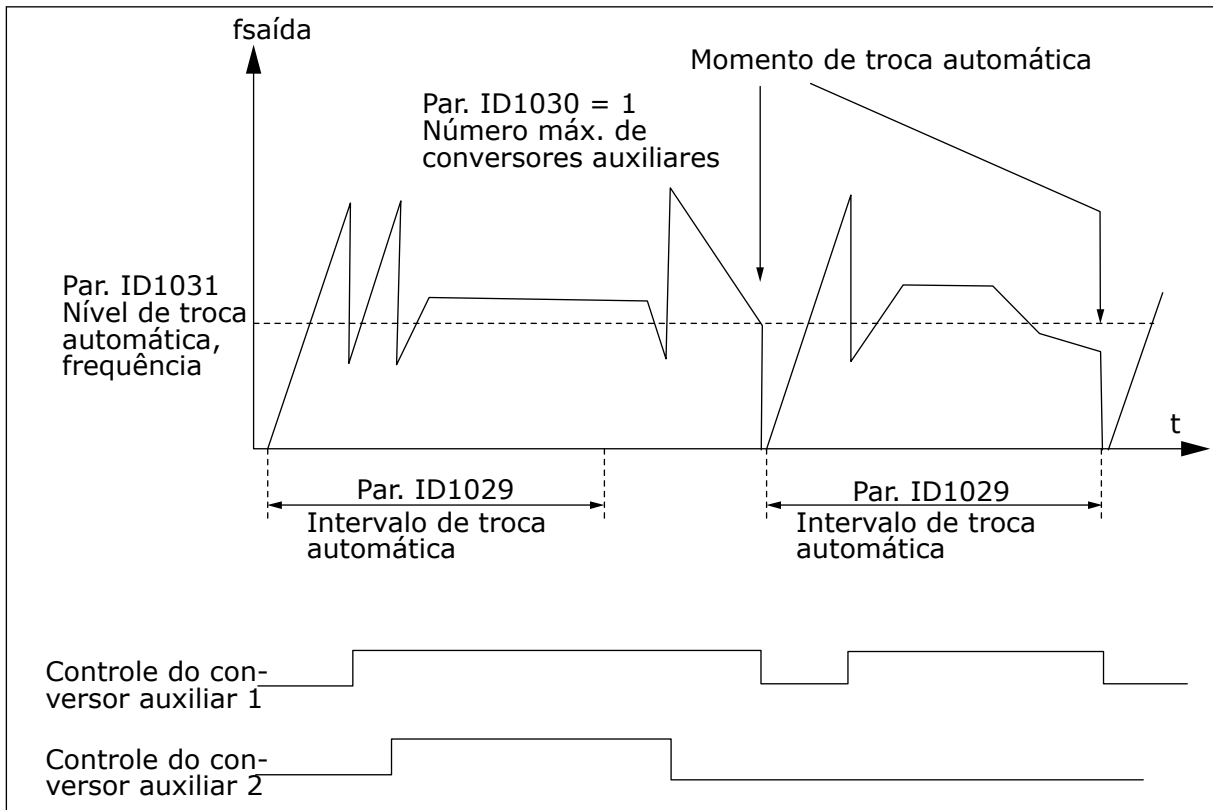 fsaída
Momento de troca automática
Par. ID1030 = 1
Número máx. de
conversores auxiliares
Par. ID1031
Nível de troca
automática,
frequência
t
Par. ID1029
Intervalo de troca
automática
Par. ID1029
Intervalo de troca
automática
Controle do con-
versor auxiliar 1
Controle do con-
versor auxiliar 2